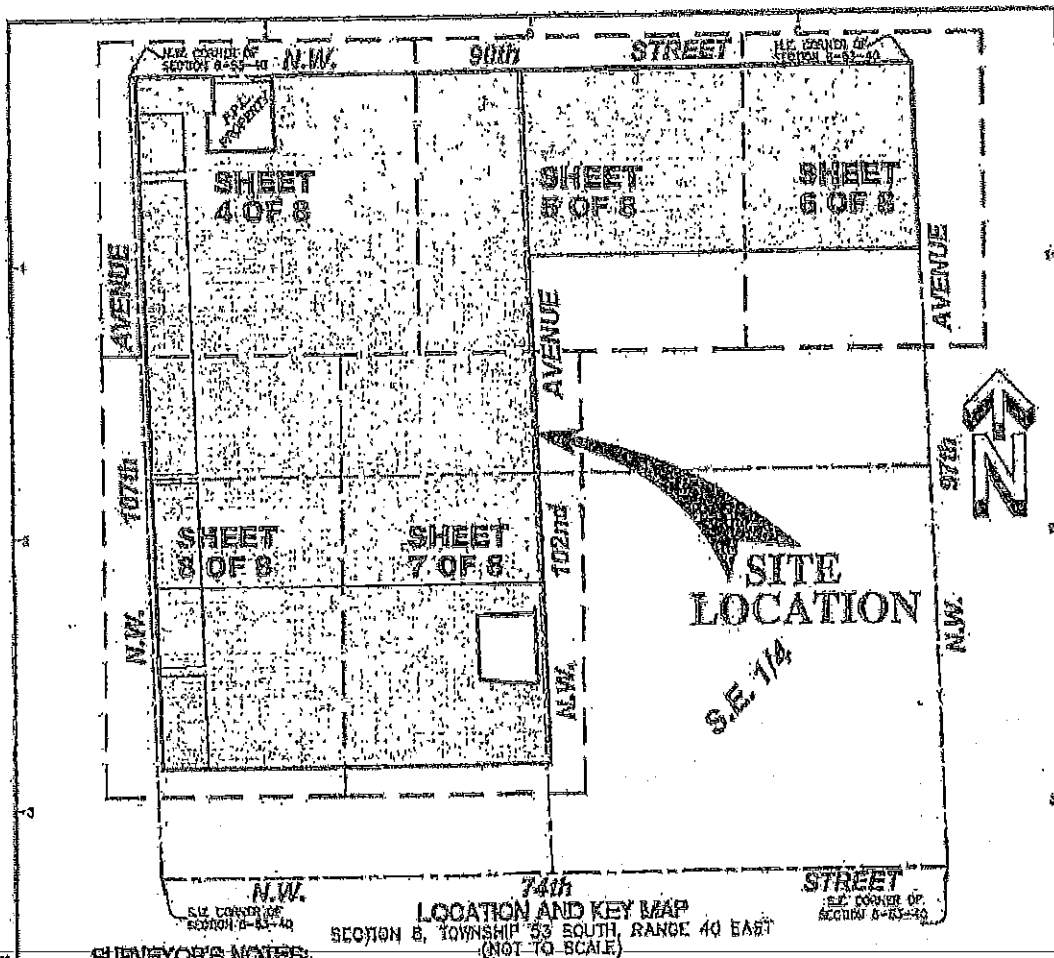 N.W. CORNER OF
SECTION 8-53-40
N.W. 90th STREET
N.E. CORNER OF
SECTION 8-53-40
F.P.L.
PROPERTY
SHEET
4 OF 8
SHEET
5 OF 8
SHEET
6 OF 8
AVENUE
AVENUE
AVENUE
107th
97th
N
SHEET
8 OF 8
SHEET
7 OF 8
102nd
SITE
LOCATION
N.W.
N.W.
N.W.
S.E. 1/4
N.W. 74th STREET
CORNER OF
SECTION 8-53-40
S.E. CORNER OF
SECTION 8-53-40
LOCATION AND KEY MAP
SECTION 8, TOWNSHIP 53 SOUTH, RANGE 40 EAST
(NOT TO SCALE)
SURVEYOR'S NOTES: